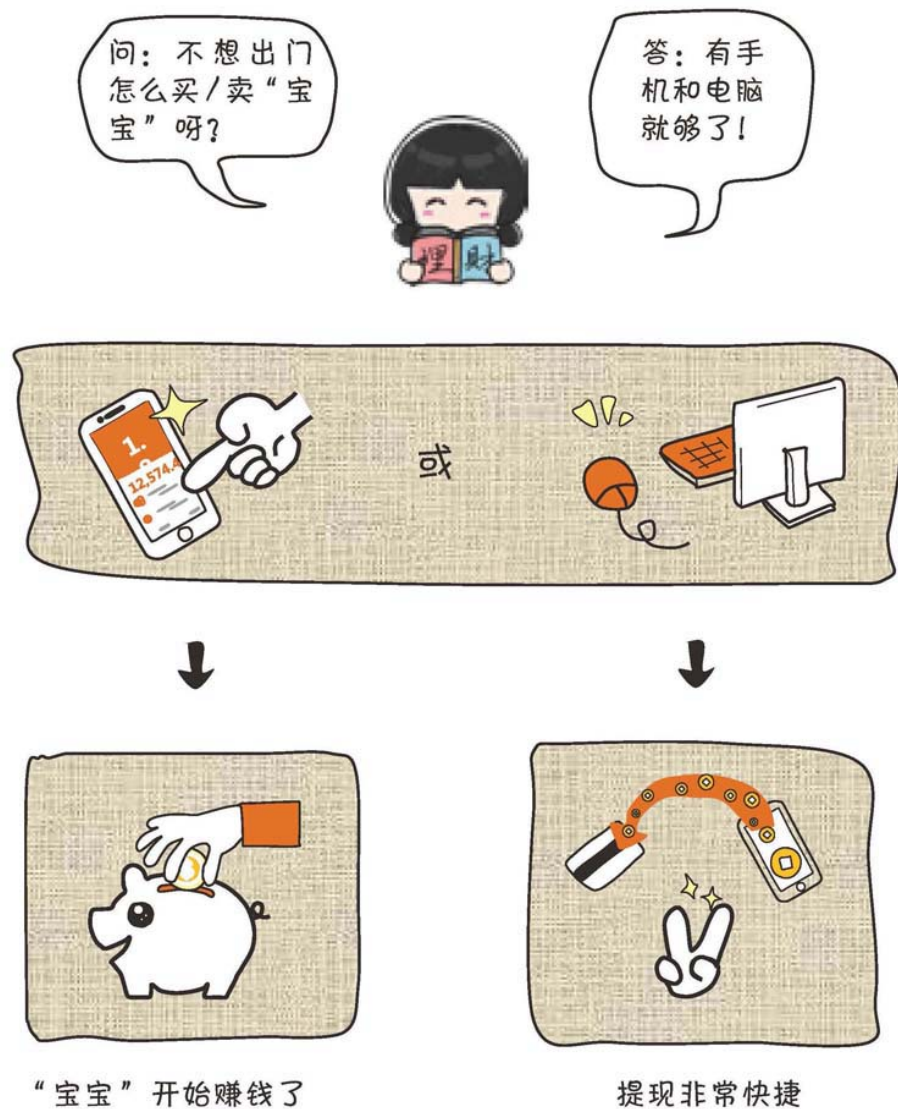 问：不想出门
怎么买/卖“宝
宝”呀？
答：有手
机和电脑
就够了！
理财
1.
12,574.4
或
“宝宝”开始赚钱了
提现非常快捷